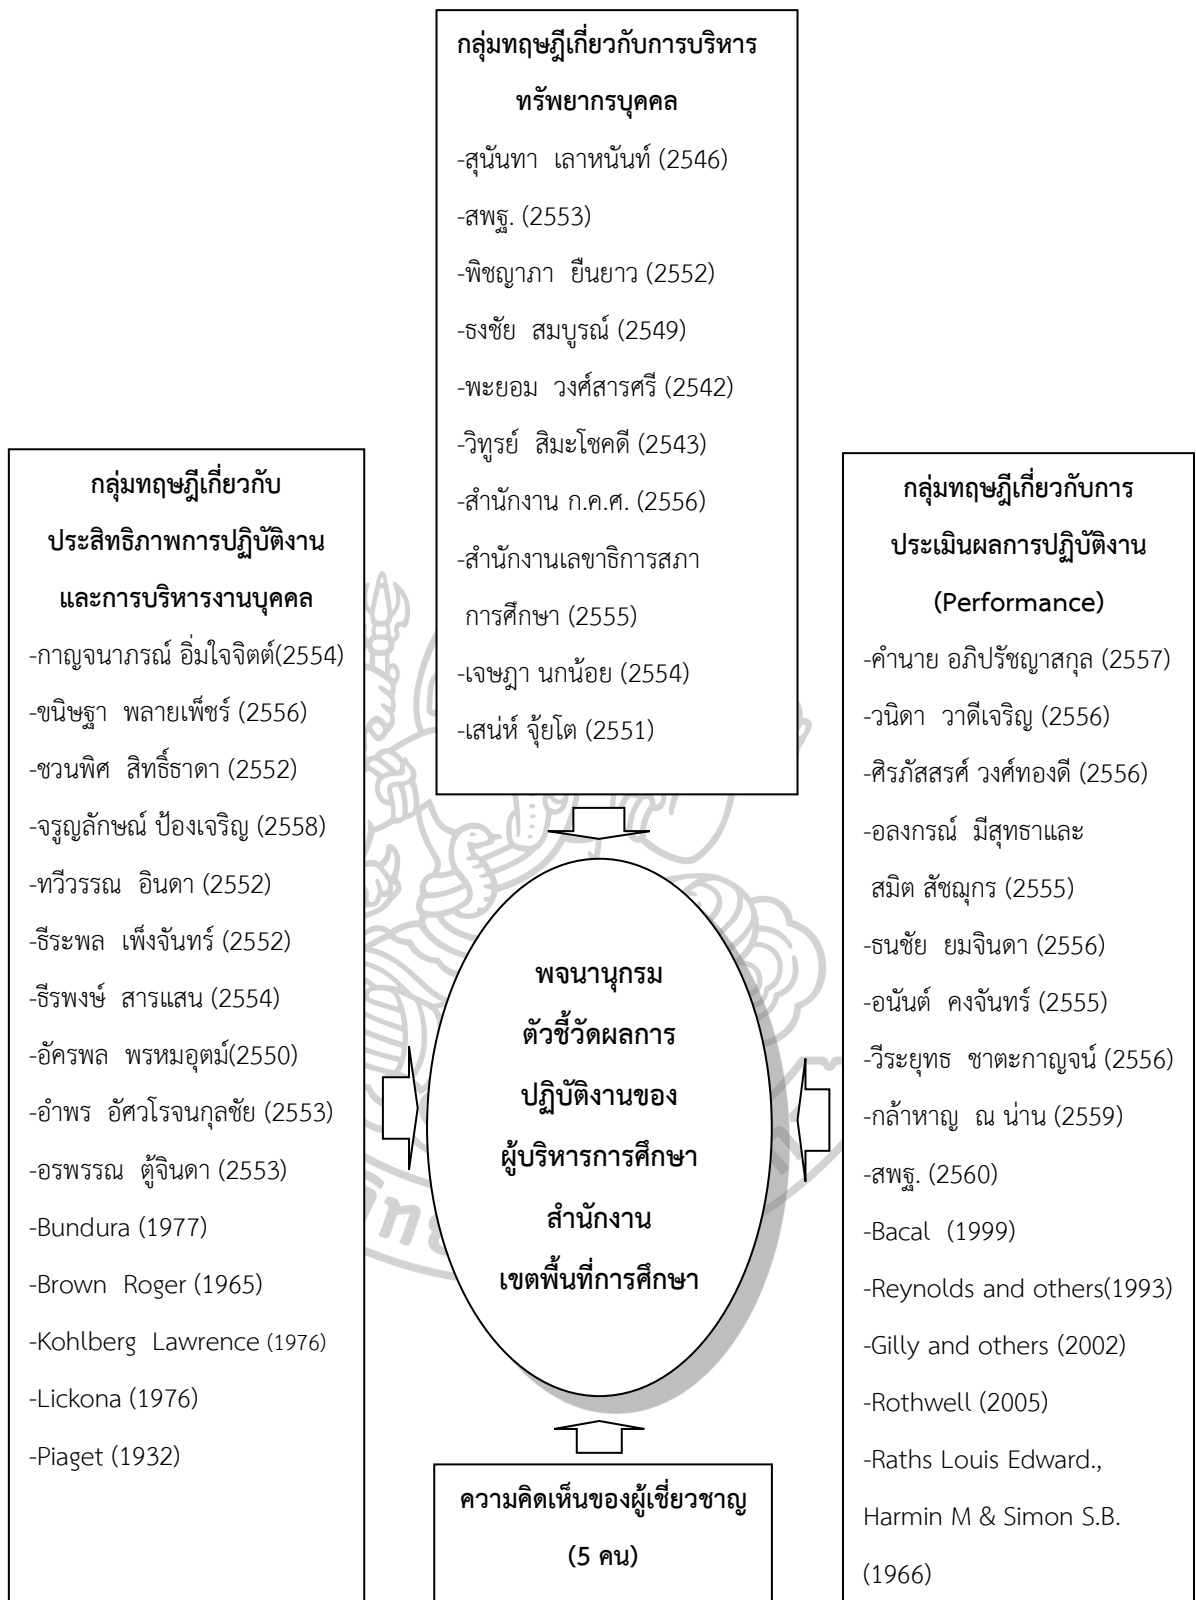 กลุ่มทฤษฎีเกี่ยวกับการบริหาร
ทรัพยากรบุคคล
-สุนันทา เลาหนันท์ (2546)
-สพฐ. (2553)
-พิชญาภา ยืนยาว (2552)
-ธงชัย สมบูรณ์ (2549)
-พะยอม วงศ์สารศรี (2542)
-วิทูรย์ สิมะโชคดี (2543)
-สำนักงาน ก.ค.ศ. (2556)
-สำนักงานเลขาธิการสภา
การศึกษา (2555)
-เจษฎา นกน้อย (2554)
-เสน่ห์ จุ้ยโต (2551)
กลุ่มทฤษฎีเกี่ยวกับ
ประสิทธิภาพการปฏิบัติงาน
และการบริหารงานบุคคล
-กาญจนาภรณ์ อิ่มใจจิตต์(2554)
-ขนิษฐา พลายเพ็ชร์ (2556)
-ชวนพิศ สิทธิ์ธาดา (2552)
-จรูญลักษณ์ ป้องเจริญ (2558)
-ทวีวรรณ อินดา (2552)
-ธีระพล เพ็งจันทร์ (2552)
-ธีรพงษ์ สารแสน (2554)
-อัครพล พรหมอุตม์(2550)
-อำพร อัศวโรจนกุลชัย (2553)
-อรพรรณ ตู้จินดา (2553)
-Bundura (1977)
-Brown Roger (1965)
-Kohlberg Lawrence (1976)
-Lickona (1976)
-Piaget (1932)
พจนานุกรม
ตัวชี้วัดผลการ
ปฏิบัติงานของ
ผู้บริหารการศึกษา
สำนักงาน
เขตพื้นที่การศึกษา
กลุ่มทฤษฎีเกี่ยวกับการ
ประเมินผลการปฏิบัติงาน
(Performance)
-คำนาย อภิปรัชญาสกุล (2557)
-วนิดา วาดีเจริญ (2556)
-ศิรภัสสรศ์ วงศ์ทองดี (2556)
-อลงกรณ์ มีสุทธาและ
สมิต สัชฌุกร (2555)
-ธนชัย ยมจินดา (2556)
-อนันต์ คงจันทร์ (2555)
-วีระยุทธ ชาตะกาญจน์ (2556)
-กล้าหาญ ณ น่าน (2559)
-สพฐ. (2560)
-Bacal (1999)
-Reynolds and others(1993)
-Gilly and others (2002)
-Rothwell (2005)
-Raths Louis Edward.,
Harmin M & Simon S.B.
(1966)
ความคิดเห็นของผู้เชี่ยวชาญ
(5 คน)